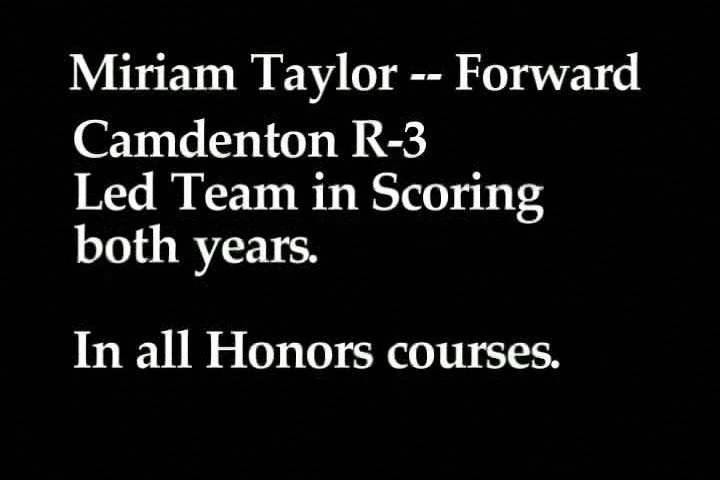 Miriam Taylor -- Forward
Camdenton R-3
Led Team in Scoring
both years.
In all Honors courses.